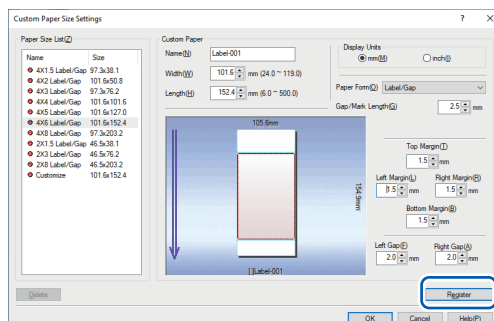 Custom Paper Size Settings
? ×
Paper Size List(Z)
Name Size
4X1.5 Label/Gap 97.3x38.1
4X2 Label/Gap 101.6x50.8
4X3 Label/Gap 97.3x76.2
4X4 Label/Gap 101.6x101.6
4X5 Label/Gap 101.6x127.0
4X6 Label/Gap 101.6x152.4
4X8 Label/Gap 97.3x203.2
2X1.5 Label/Gap 46.5x38.1
2X3 Label/Gap 46.5x76.2
2X8 Label/Gap 46.5x203.2
Customize 101.6x152.4
Delete
Custom Paper
Name(N) Label-001
Width(W) 101.6 mm (24.0 ~ 119.0)
Length(H) 152.4 mm (6.0 ~ 500.0)
Display Units
mm(M) inch(I)
Paper Form(O) Label/Gap
Gap/Mark Length(G) 2.5 mm
105.6mm
154.9mm
[ ]Label-001
Top Margin(T)
1.5 mm
Left Margin(L) Right Margin(R)
1.5 mm 1.5 mm
Bottom Margin(B)
1.5 mm
Left Gap(F) Right Gap(A)
2.0 mm 2.0 mm
Register
OK Cancel Help(P)